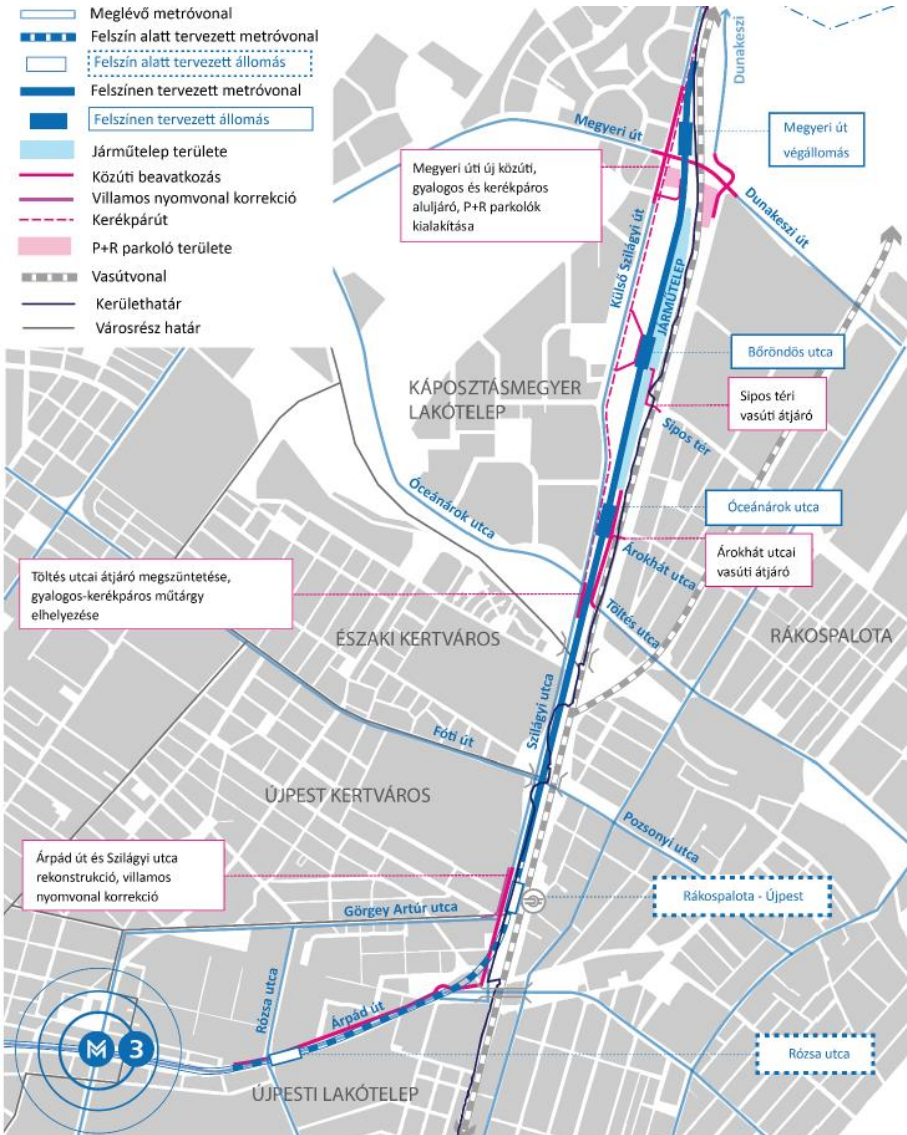 Meglévő metróvonal
Felszín alatt tervezett metróvonal
Felszín alatt tervezett állomás
Felszínen tervezett metróvonal
Felszínen tervezett állomás
Járműtelep területe
Közúti beavatkozás
Villamos nyomvonal korrekció
Kerékpárút
P+R parkoló területe
Vasútvonal
Kerülethatár
Városrész határ
Dunakeszi
Megyeri út
Megyeri út
végállomás
Megyeri úti új közúti,
gyalogos és kerékpáros
aluljáró, P+R parkolók
kialakítása
Dunakeszi út
Külső Szilágyi út
JÁRMŰTELEP
Bőröndös utca
KÁPOSZTÁSMEGYER
LAKÓTELEP
Sipos téri
vasúti átjáró
Sipos tér
Óceánárok utca
Óceánárok utca
Árokhát utcai
vasúti átjáró
Árokhát utca
Töltés utcai átjáró megszüntetése,
gyalogos-kerékpáros műtárgy
elhelyezése
Töltés utca
ÉSZAKI KERTVÁROS
RÁKOSPALOTA
Szilágyi utca
Fóti út
ÚJPEST KERTVÁROS
Pozsonyi utca
Árpád út és Szilágyi utca
rekonstrukció, villamos
nyomvonal korrekció
Rákospalota - Újpest
Görgey Artúr utca
Rózsa utca
Árpád út
M 3
Rózsa utca
ÚJPESTI LAKÓTELEP